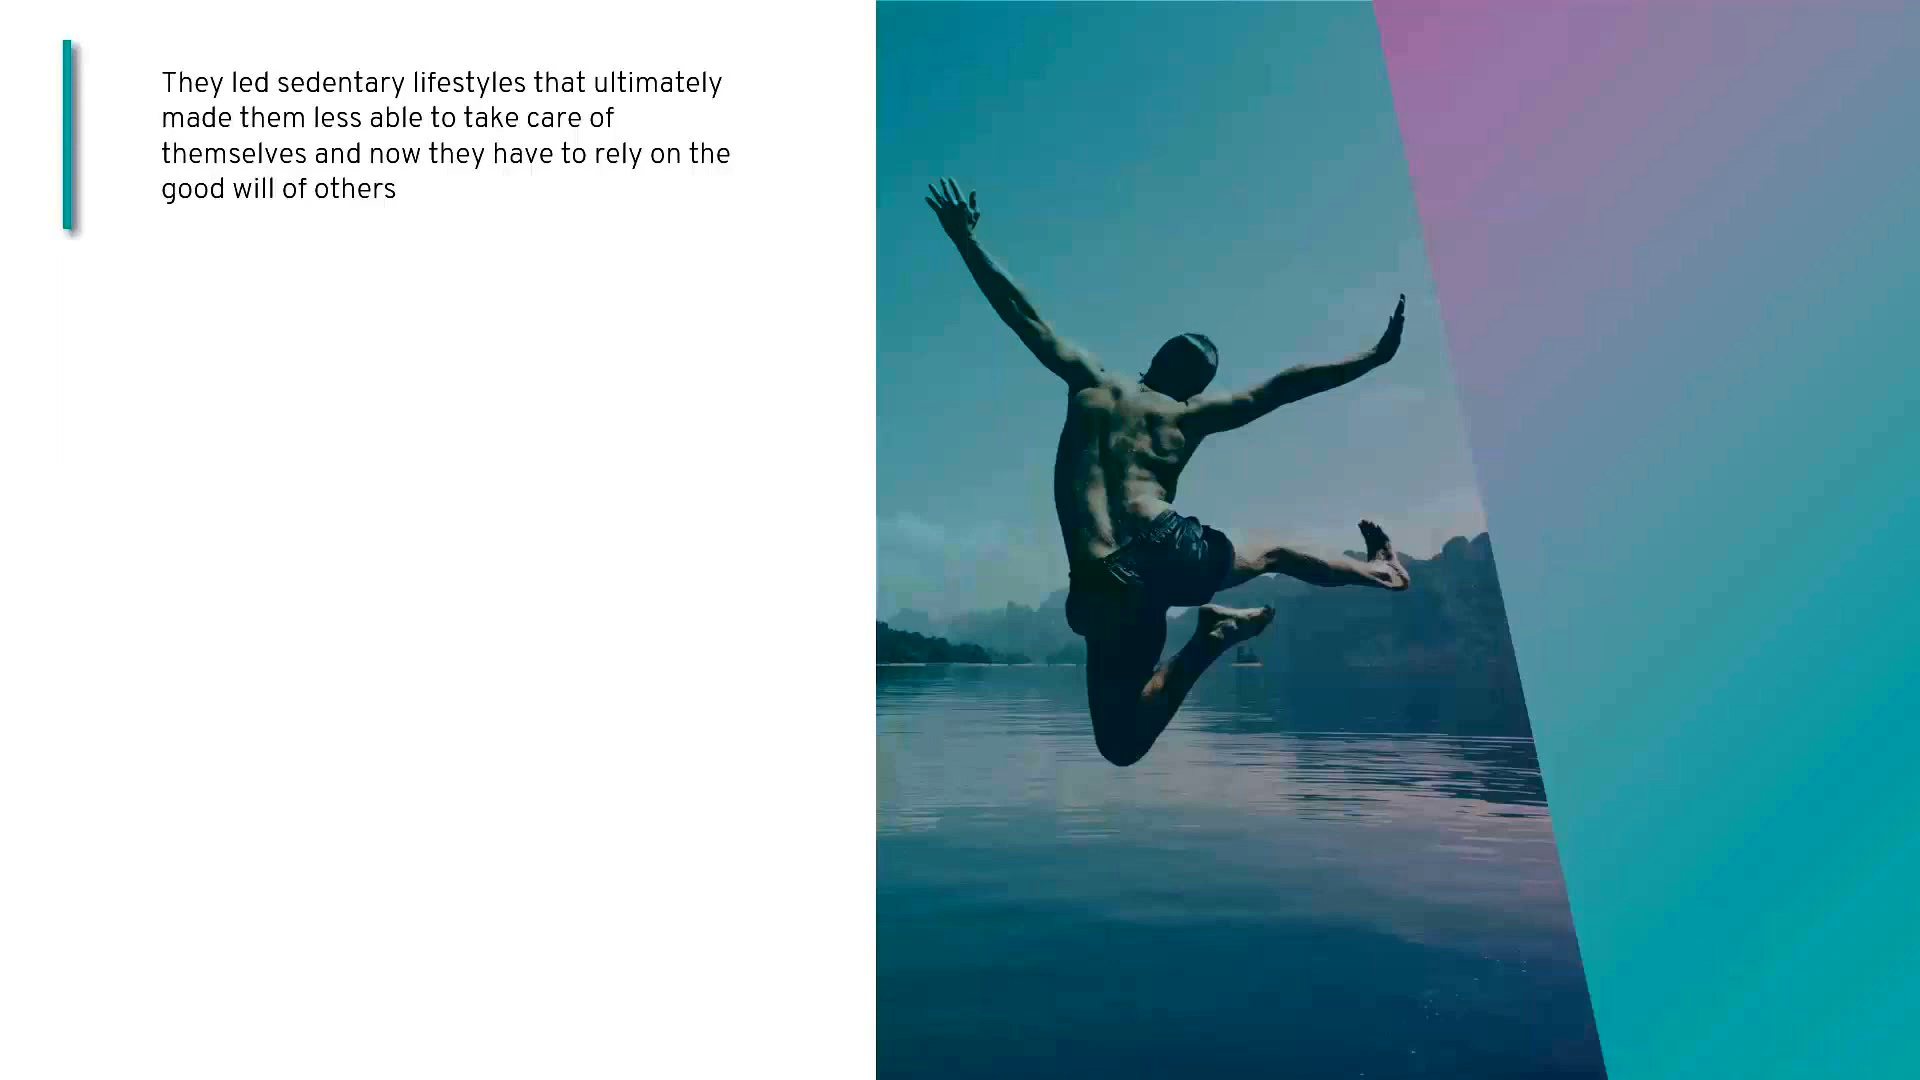 They led sedentary lifestyles that ultimately
made them less able to take care of
themselves and now they have to rely on the
good will of others